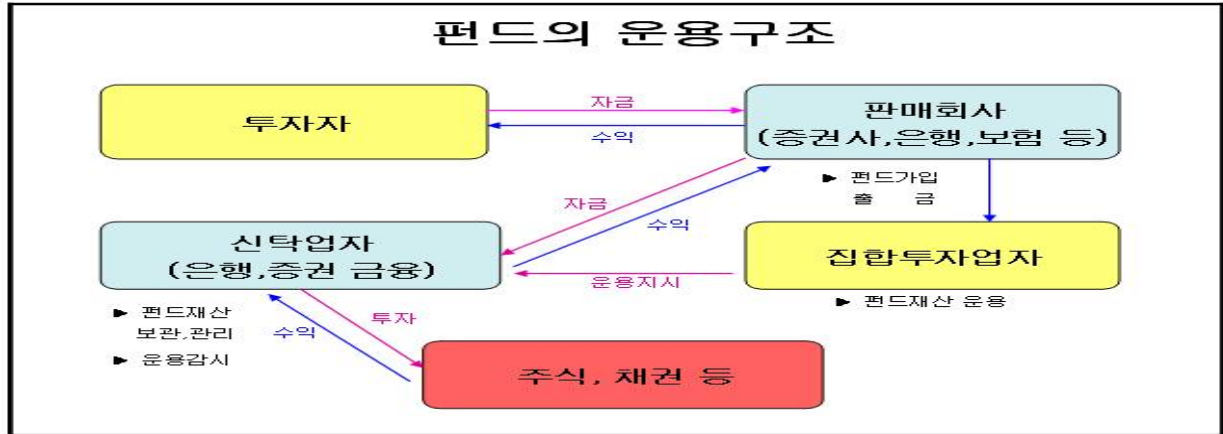 펀드의 운용구조
투자자
자금
수익
판매회사
(증권사,은행,보험 등)
▶ 펀드가입
출 금
자금
수익
신탁업자
(은행,증권 금융)
운용지시
집합투자업자
▶ 펀드재산 운용
▶ 펀드재산
보관,관리
▶ 운용감시
수익
투자
주식, 채권 등